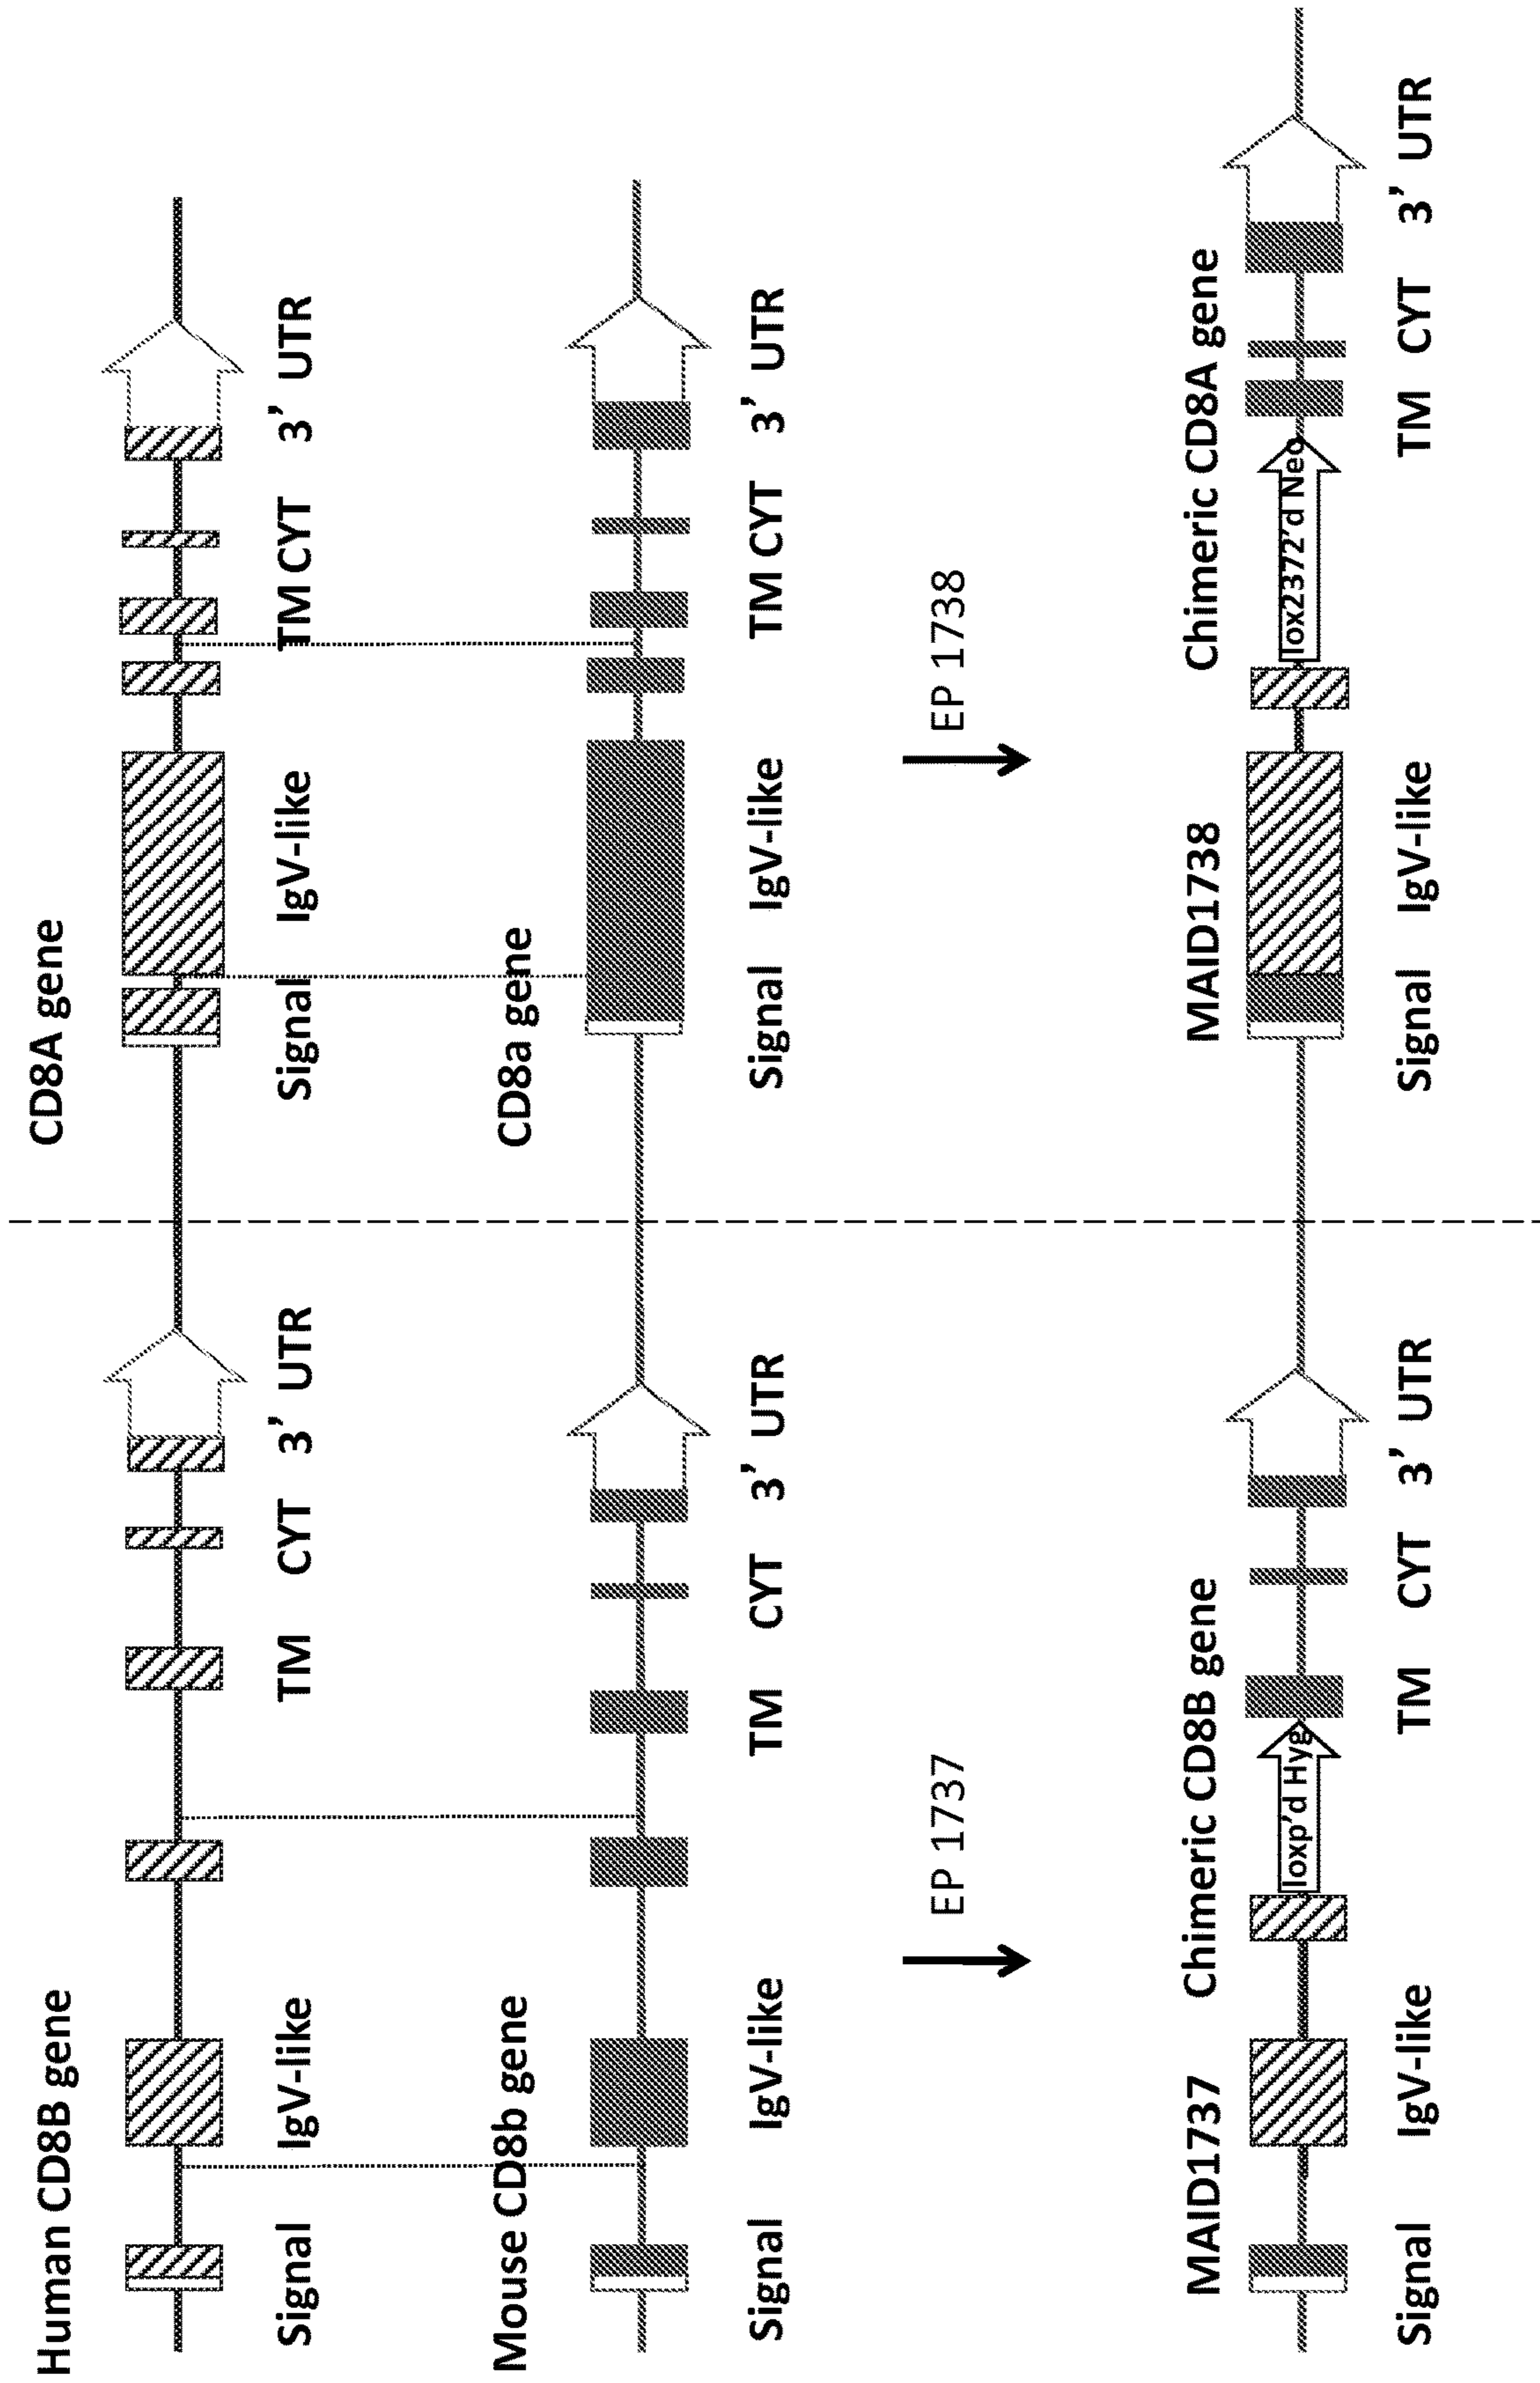 Human CD8B gene
CD8A gene
Signal IgV-like TM CYT 3’ UTR
Signal IgV-like TM CYT 3’ UTR
Mouse CD8b gene
CD8a gene
Signal IgV-like TM CYT 3’ UTR
Signal IgV-like TM CYT 3’ UTR
EP 1737
EP 1738
MAID1737 Chimeric CD8B gene
MAID1738 Chimeric CD8A gene
loxp’d Hyg
lox2372’d Neo
Signal IgV-like TM CYT 3’ UTR
Signal IgV-like TM CYT 3’ UTR